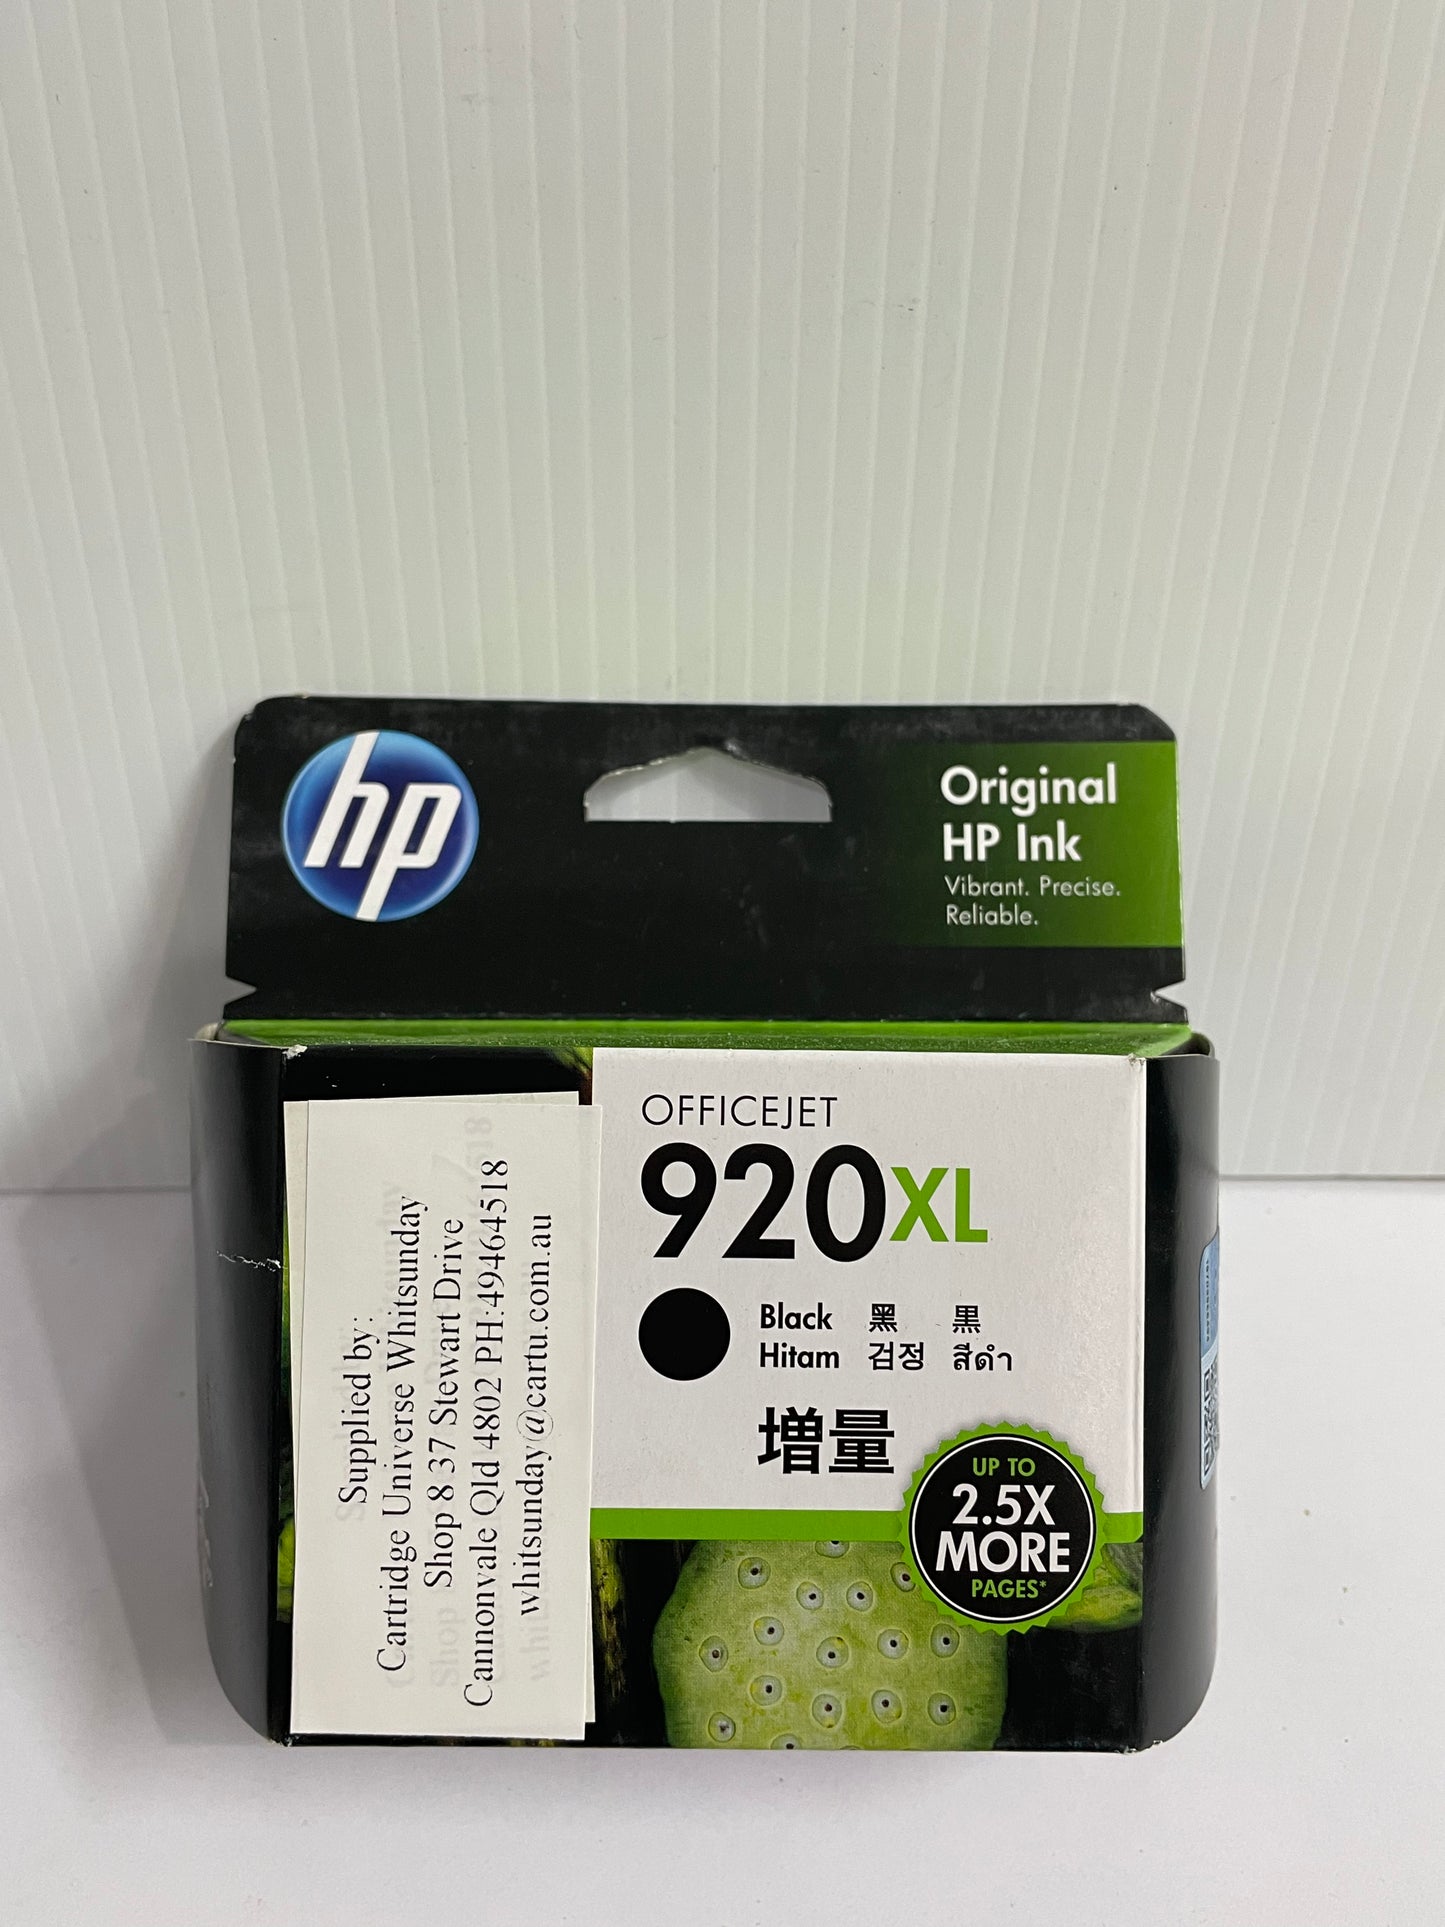 hp
Original
HP Ink
Vibrant. Precise.
Reliable.
OFFICEJET
920XL
Black 黑 黒
Hitam 검정 สีดำ
増量
UP TO
2.5X
MORE
PAGES*
Supplied by:
Cartridge Universe Whitsunday
Shop 8 37 Stewart Drive
Cannonvale Qld 4802 PH:49464518
whitsunday@cartu.com.au